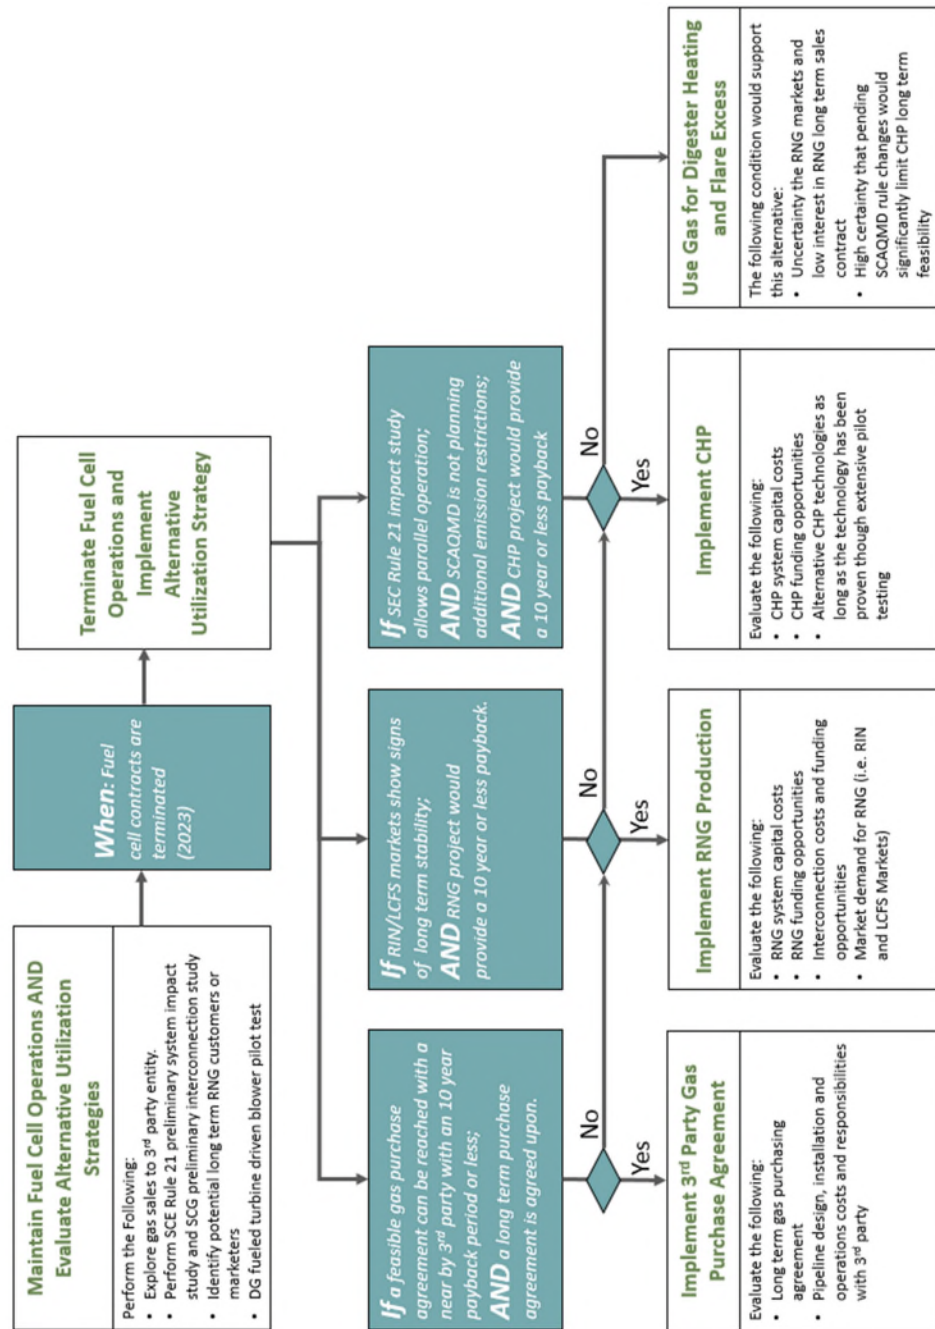 Maintain Fuel Cell Operations AND
Evaluate Alternative Utilization
Strategies
Perform the Following:
• Explore gas sales to 3rd party entity.
• Perform SCE Rule 21 preliminary system impact
study and SCG preliminary interconnection study
• Identify potential long term RNG customers or
marketers
• DG fueled turbine driven blower pilot test
When: Fuel
cell contracts are
terminated
(2023)
Terminate Fuel Cell
Operations and
Implement
Alternative
Utilization Strategy
If a feasible gas purchase
agreement can be reached with a
near by 3rd party with an 10 year
payback period or less;
AND a long term purchase
agreement is agreed upon.
If RIN/LCFS markets show signs
of long term stability;
AND RNG project would
provide a 10 year or less payback.
If SEC Rule 21 impact study
allows parallel operation;
AND SCAQMD is not planning
additional emission restrictions;
AND CHP project would provide
a 10 year or less payback
No
Yes
No
Yes
No
Yes
Implement 3rd Party Gas
Purchase Agreement
Evaluate the following:
• Long term gas purchasing
agreement
• Pipeline design, installation and
operations costs and responsibilities
with 3rd party
Implement RNG Production
Evaluate the following:
• RNG system capital costs
• RNG funding opportunities
• Interconnection costs and funding
opportunities
• Market demand for RNG (i.e. RIN
and LCFS Markets)
Implement CHP
Evaluate the following:
• CHP system capital costs
• CHP funding opportunities
• Alternative CHP technologies as
long as the technology has been
proven though extensive pilot
testing
Use Gas for Digester Heating
and Flare Excess
The following condition would support
this alternative:
• Uncertainty the RNG markets and
low interest in RNG long term sales
contract
• High certainty that pending
SCAQMD rule changes would
significantly limit CHP long term
feasibility